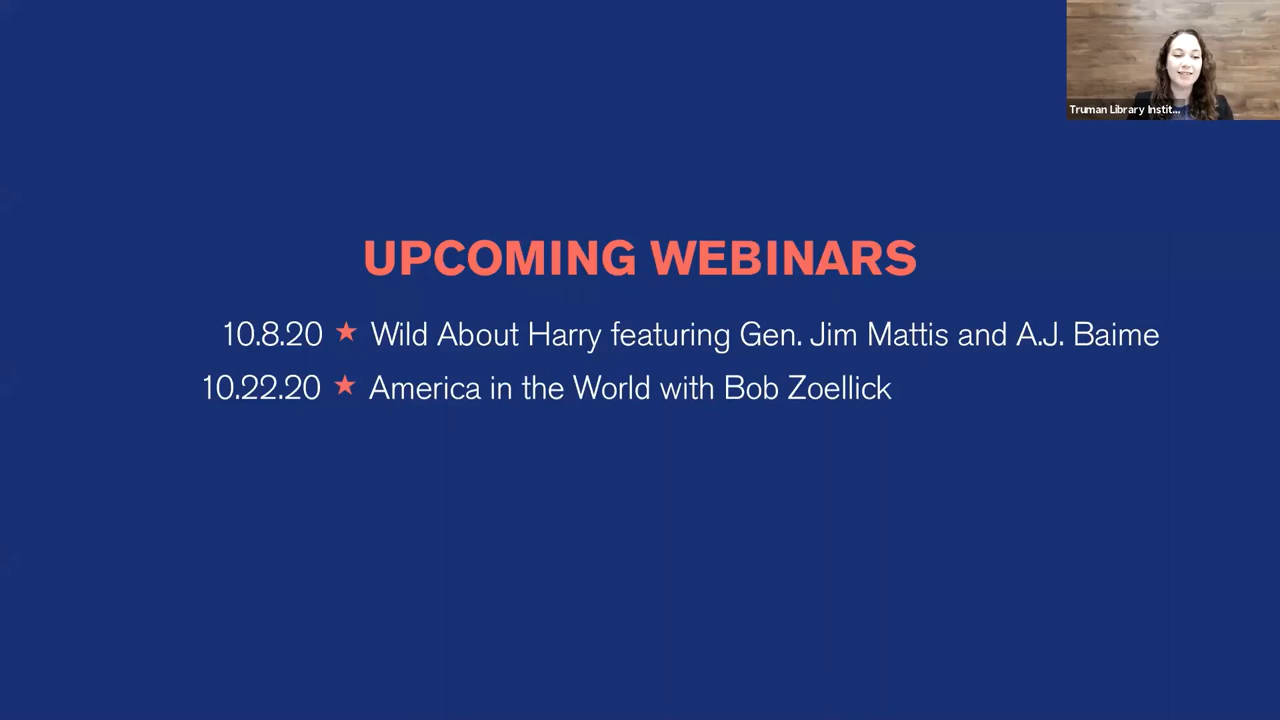 Truman Library Instit...
UPCOMING WEBINARS
10.8.20 ★ Wild About Harry featuring Gen. Jim Mattis and A.J. Baime
10.22.20 ★ America in the World with Bob Zoellick